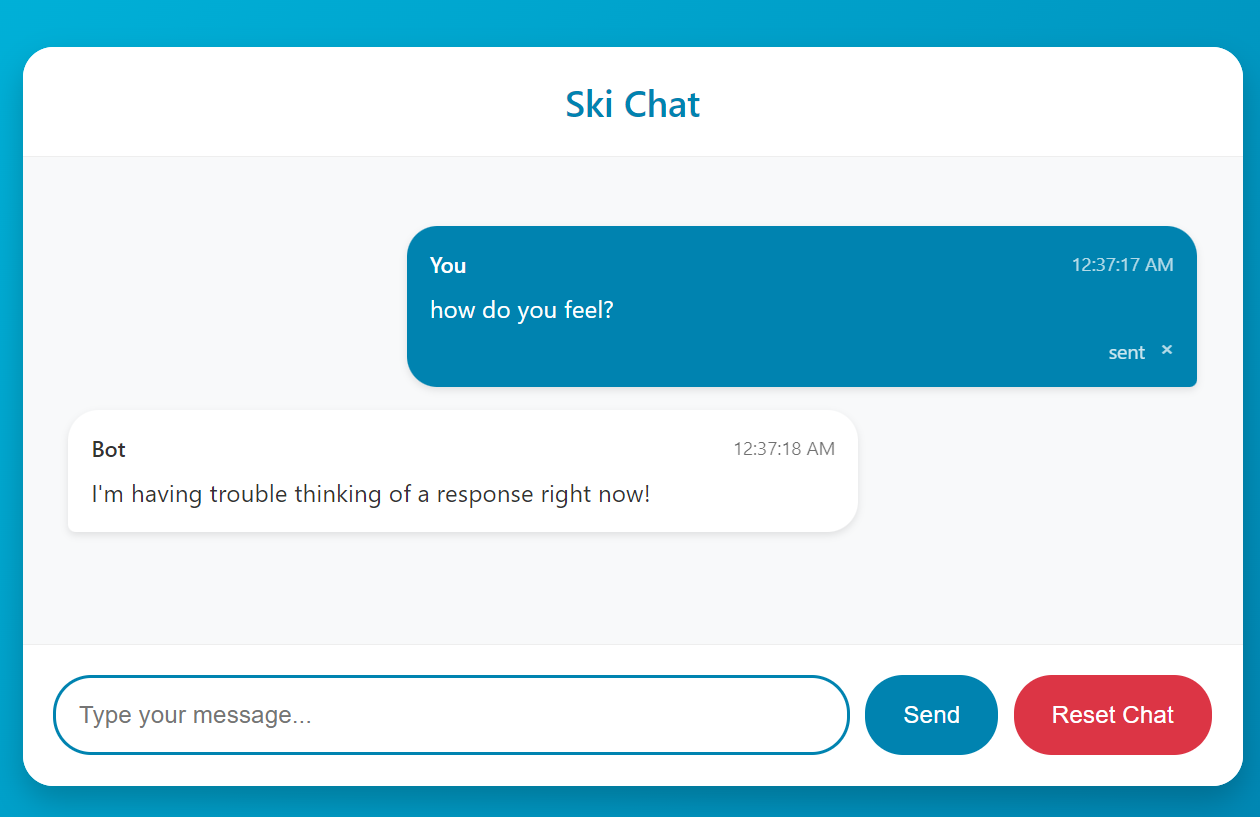 Ski Chat
You
12:37:17 AM
how do you feel?
sent ×
Bot
12:37:18 AM
I'm having trouble thinking of a response right now!
Type your message...
Send
Reset Chat